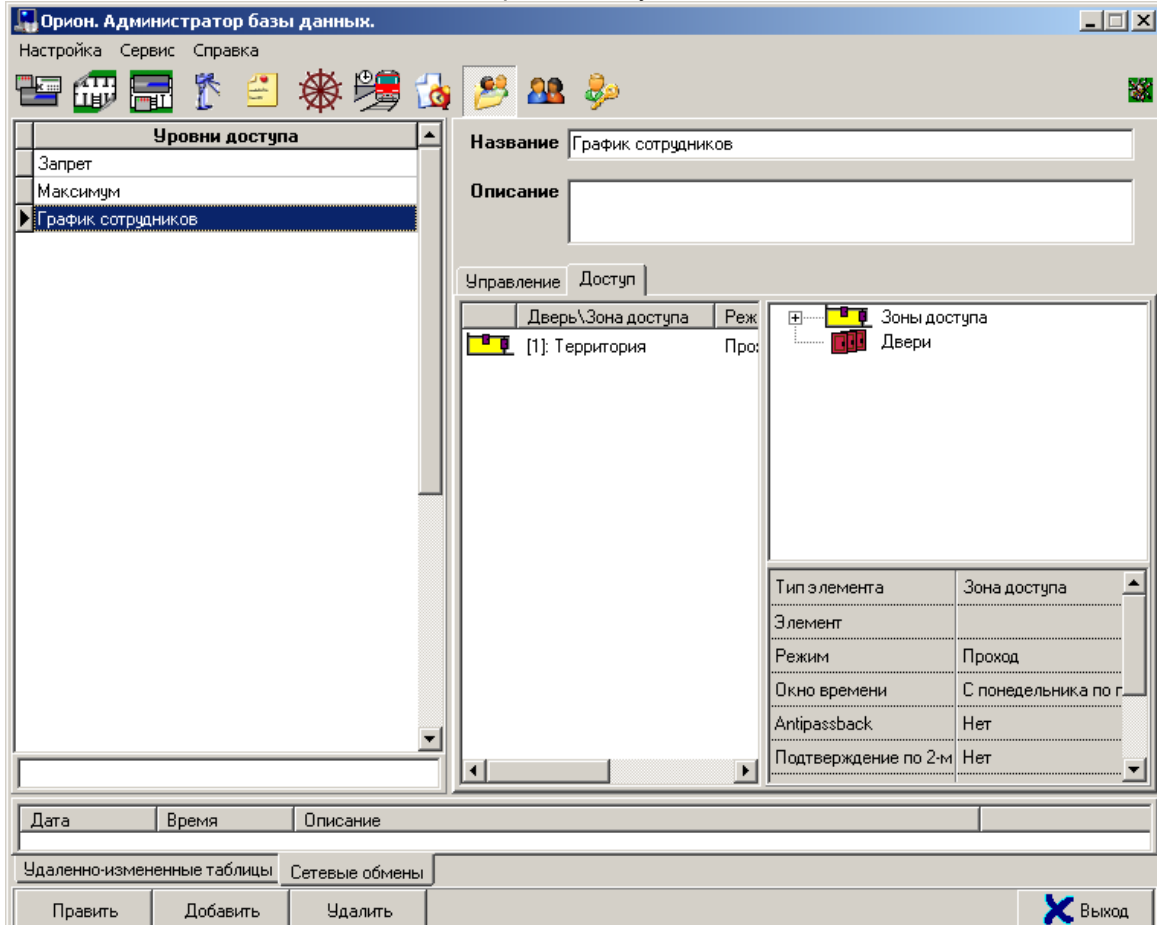 Орион. Администратор базы данных.
Настройка Сервис Справка
Уровни доступа
Запрет
Максимум
График сотрудников
Название График сотрудников
Описание
Управление Доступ
Дверь\Зона доступа Реж
[1]: Территория Про
Зоны доступа
Двери
Тип элемента Зона доступа
Элемент
Режим Проход
Окно времени С понедельника по п
Antipassback Нет
Подтверждение по 2-м Нет
Дата Время Описание
Удаленно-измененные таблицы Сетевые обмены
Править Добавить Удалить Выход